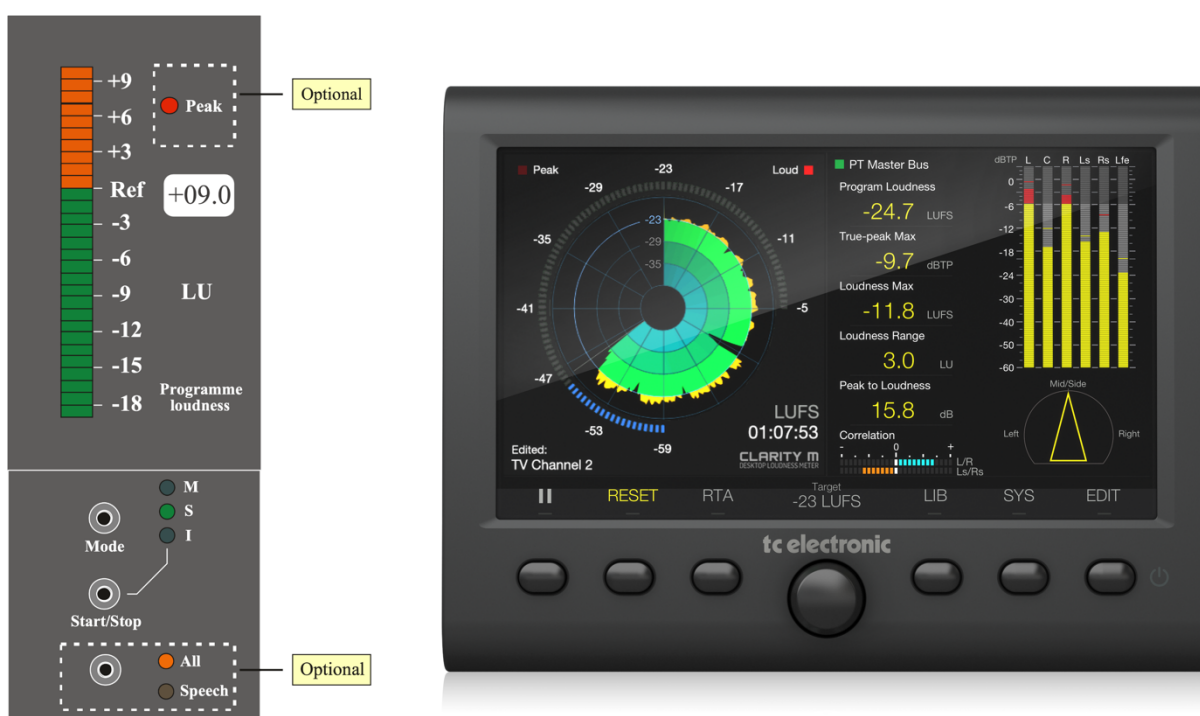 +9
Peak
Optional
+6
+3
Ref
+09.0
-3
-6
-9
LU
-12
-15
Programme
loudness
-18
M
S
I
Mode
Start/Stop
All
Speech
Optional
Peak
-23
Loud
-29
-17
-35
-11
-41
-5
-47
-53
-59
-23
-29
-35
LUFS
01:07:53
Edited:
TV Channel 2
CLARITY M
DESKTOP LOUDNESS METER
PT Master Bus
Program Loudness
-24.7 LUFS
True-peak Max
-9.7 dBTP
Loudness Max
-11.8 LUFS
Loudness Range
3.0 LU
Peak to Loudness
15.8 dB
Correlation
- 0 +
L/R
Ls/Rs
dBTP L C R Ls Rs Lfe
0
-6
-12
-18
-24
-30
-40
-50
-60
Mid/Side
Left
Right
RESET
RTA
Target
-23 LUFS
LIB
SYS
EDIT
tc electronic